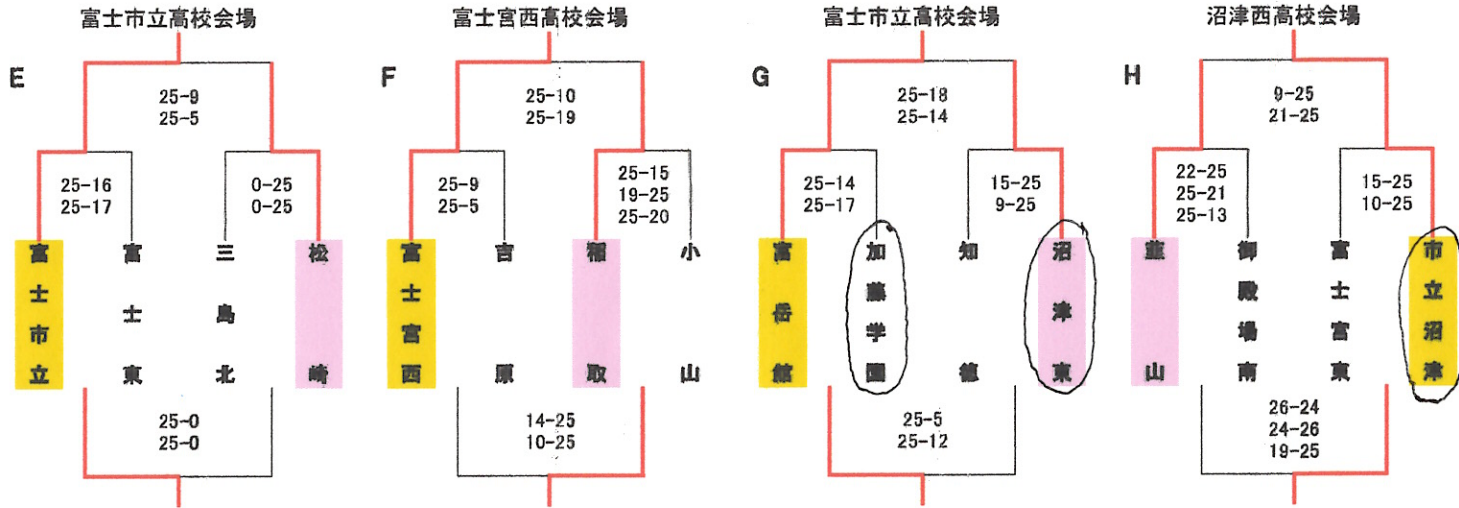 富士市立高校会場
E
25-9
25-5
25-16
25-17
0-25
0-25
富士市立
富士東
三島北
松崎
25-0
25-0
富士宮西高校会場
F
25-10
25-19
25-9
25-5
25-15
19-25
25-20
富士宮西
吉原
稲取
小山
14-25
10-25
富士市立高校会場
G
25-18
25-14
25-14
25-17
15-25
9-25
富岳館
加藤学園
知徳
沼津東
25-5
25-12
沼津西高校会場
H
9-25
21-25
22-25
25-21
25-13
15-25
10-25
韮山
御殿場南
富士宮東
市立沼津
26-24
24-26
19-25